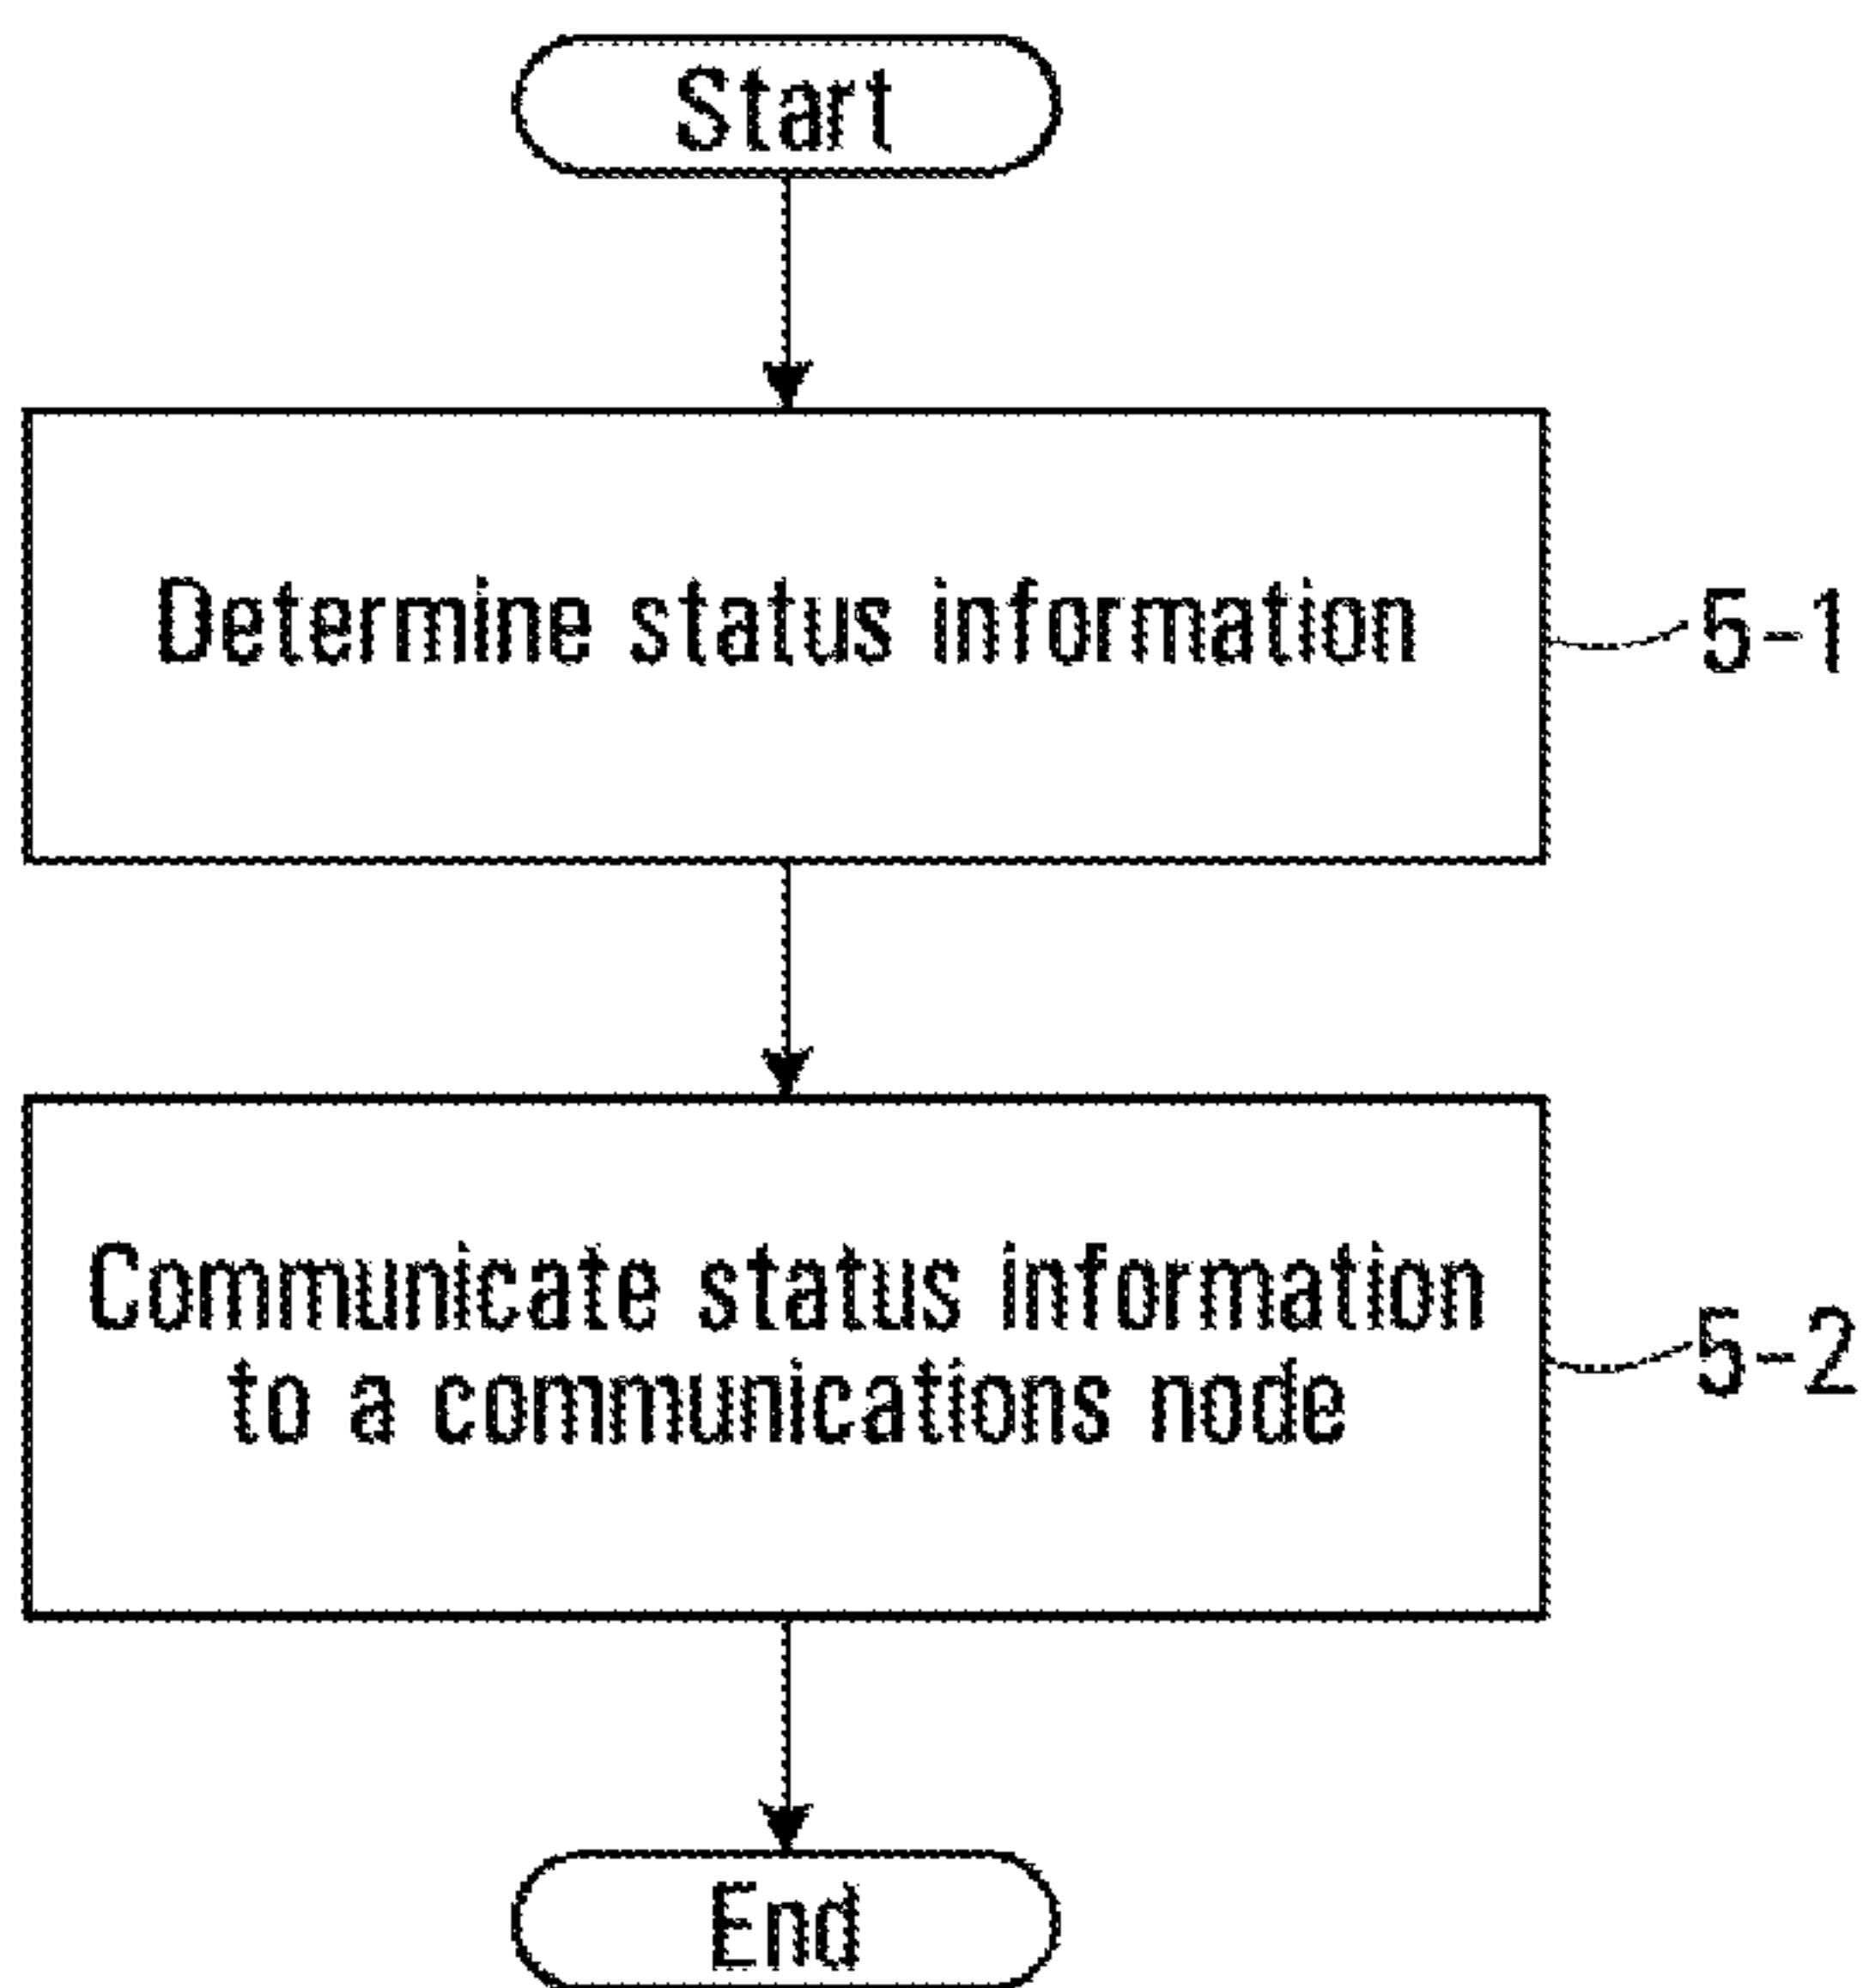 Start
Determine status information
5-1
Communicate status information
to a communications node
5-2
End